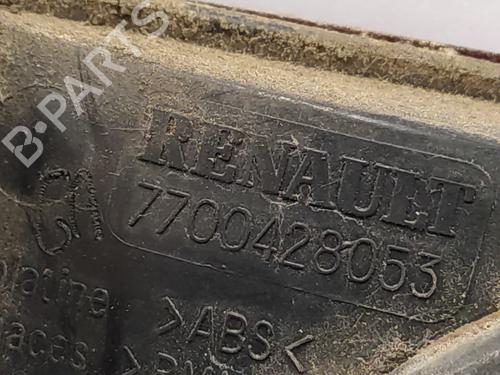 B-PARTS
RENAULT
7700428053
platine
>ABS<